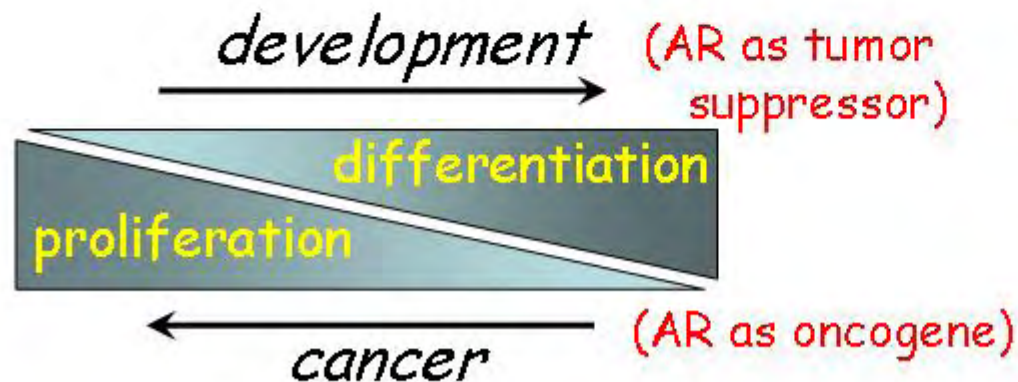 development
(AR as tumor
suppressor)
differentiation
proliferation
(AR as oncogene)
cancer